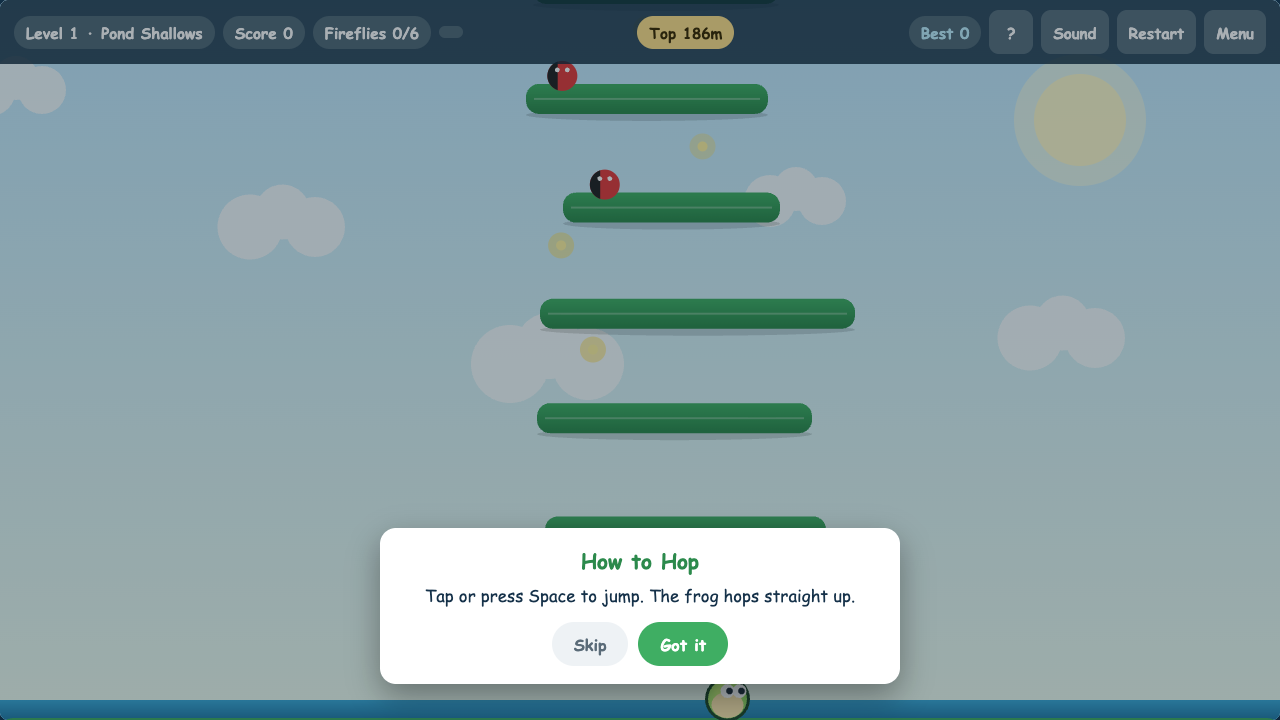 Level 1 · Pond Shallows
Score 0
Fireflies 0/6
Top 186m
Best 0
?
Sound
Restart
Menu
How to Hop
Tap or press Space to jump. The frog hops straight up.
Skip
Got it